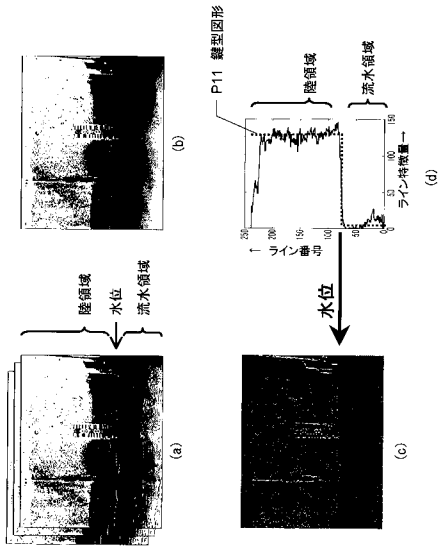 陸領域
水位
流水領域
(a)
(b)
(c)
水位
P11 鍵型図形
↑ ライン番号
250
200
150
100
50
0
0
50
100
150
ライン特徴量→
陸領域
流水領域
(d)